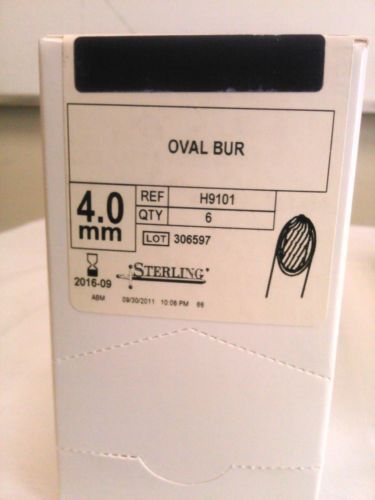 OVAL BUR
4.0 mm
REF H9101
QTY 6
LOT 306597
2016-09
STERLING
ABM 09/30/2011 10:06 PM 66